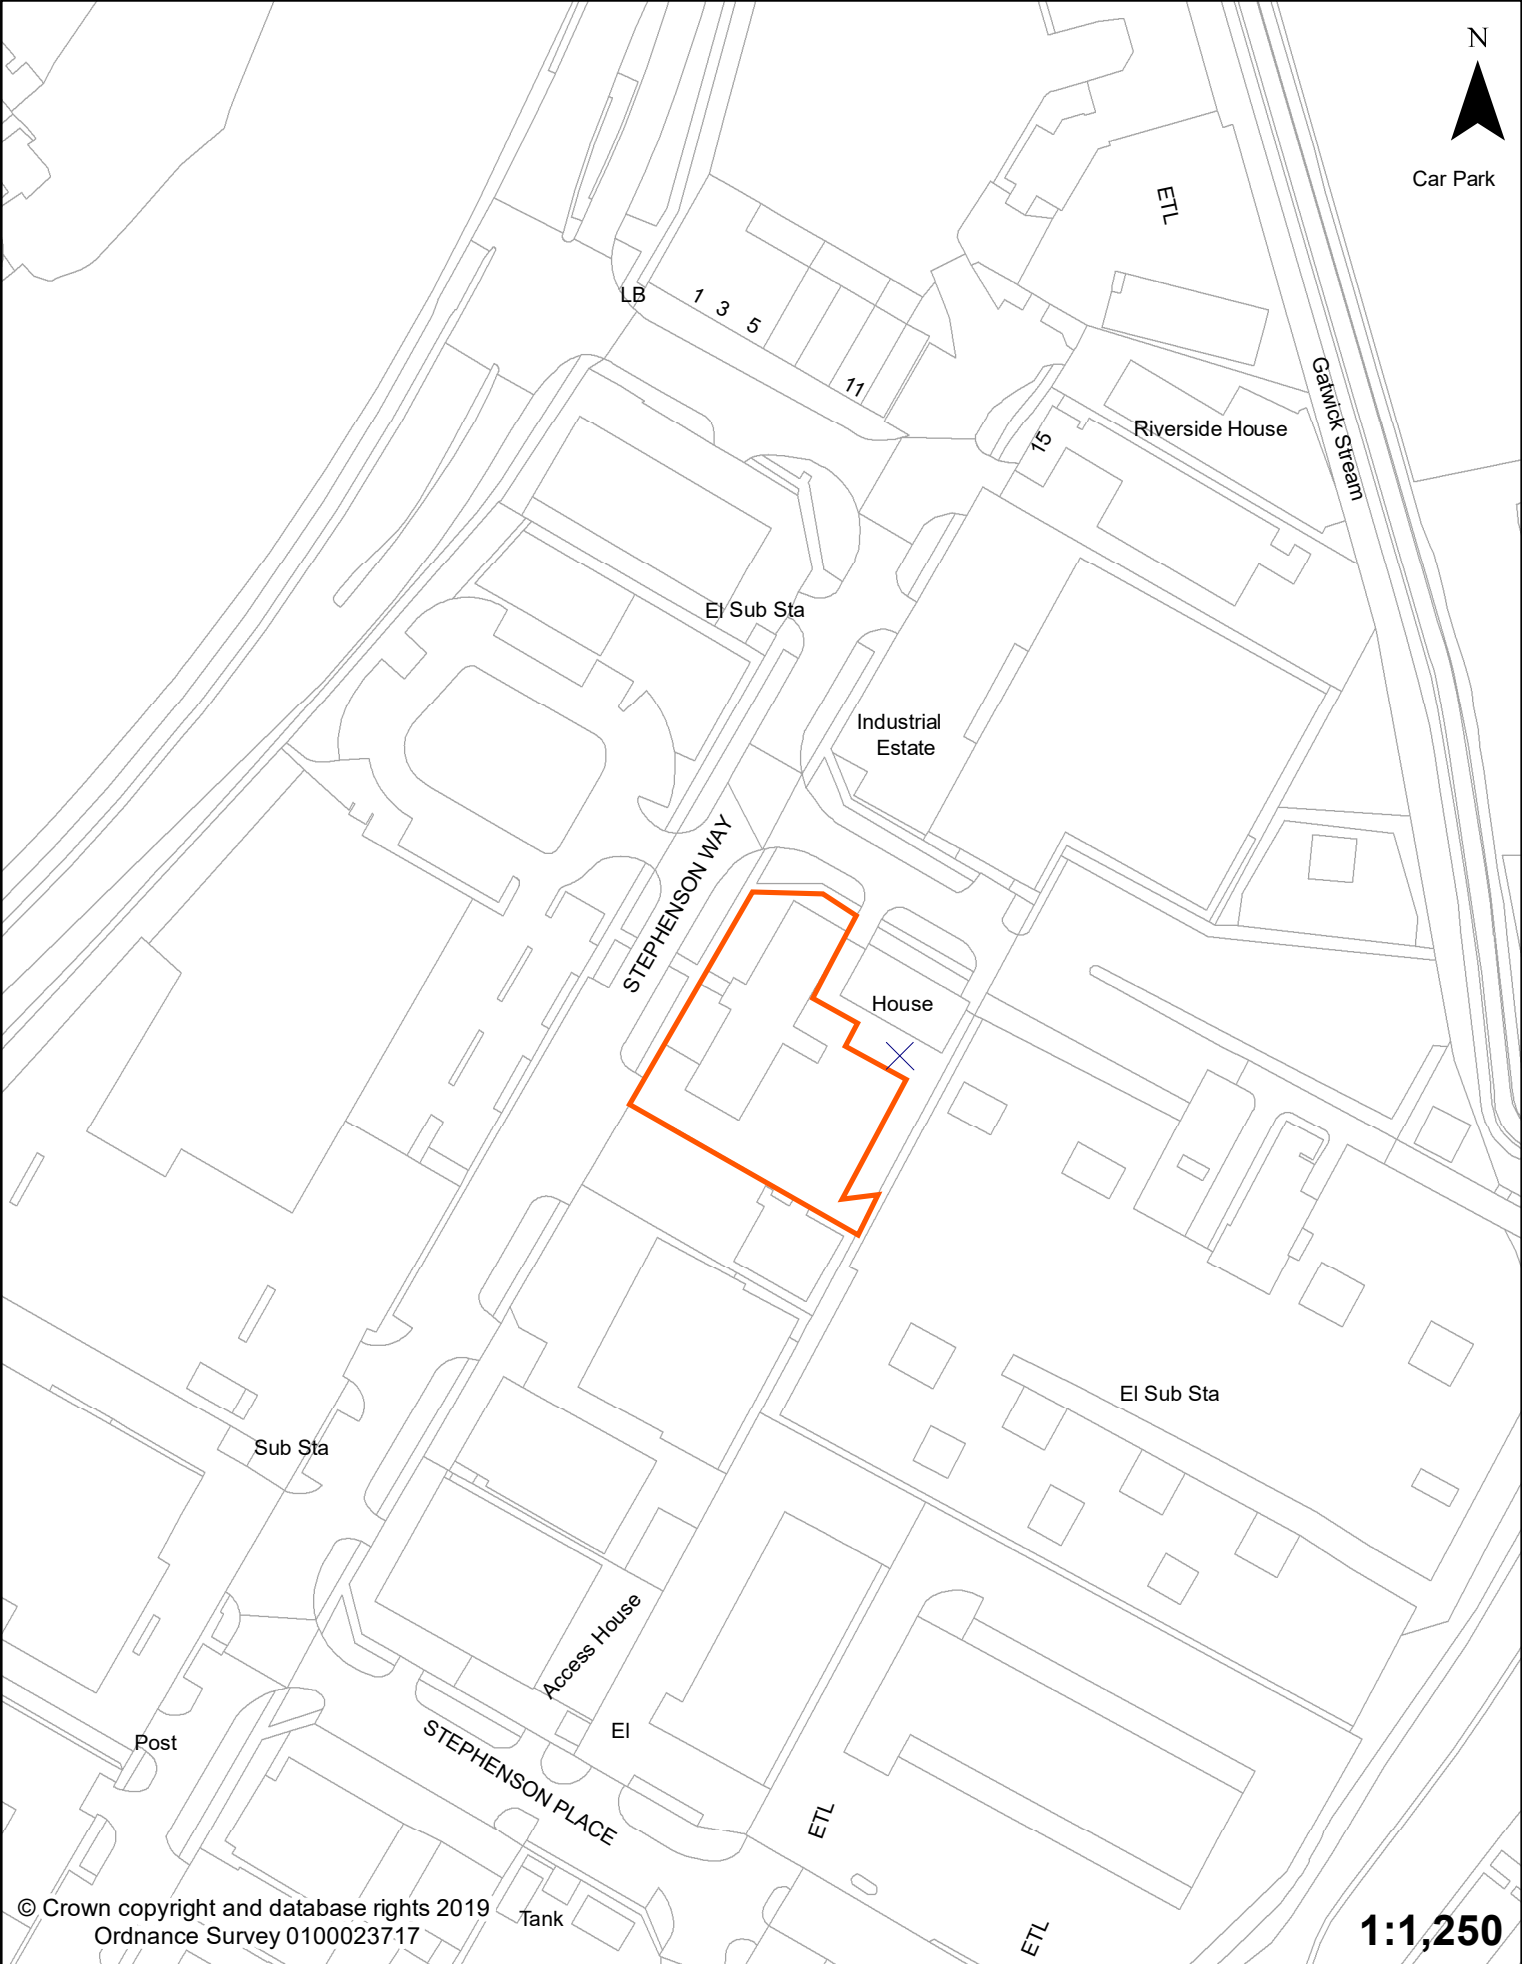 N
Car Park
ETL
LB
1 3 5
11
Gatwick Stream
Riverside House
15
El Sub Sta
Industrial
Estate
STEPHENSON WAY
House
El Sub Sta
Sub Sta
Access House
El
Post
STEPHENSON PLACE
ETL
Tank
ETL
© Crown copyright and database rights 2019
Ordnance Survey 0100023717
1:1,250